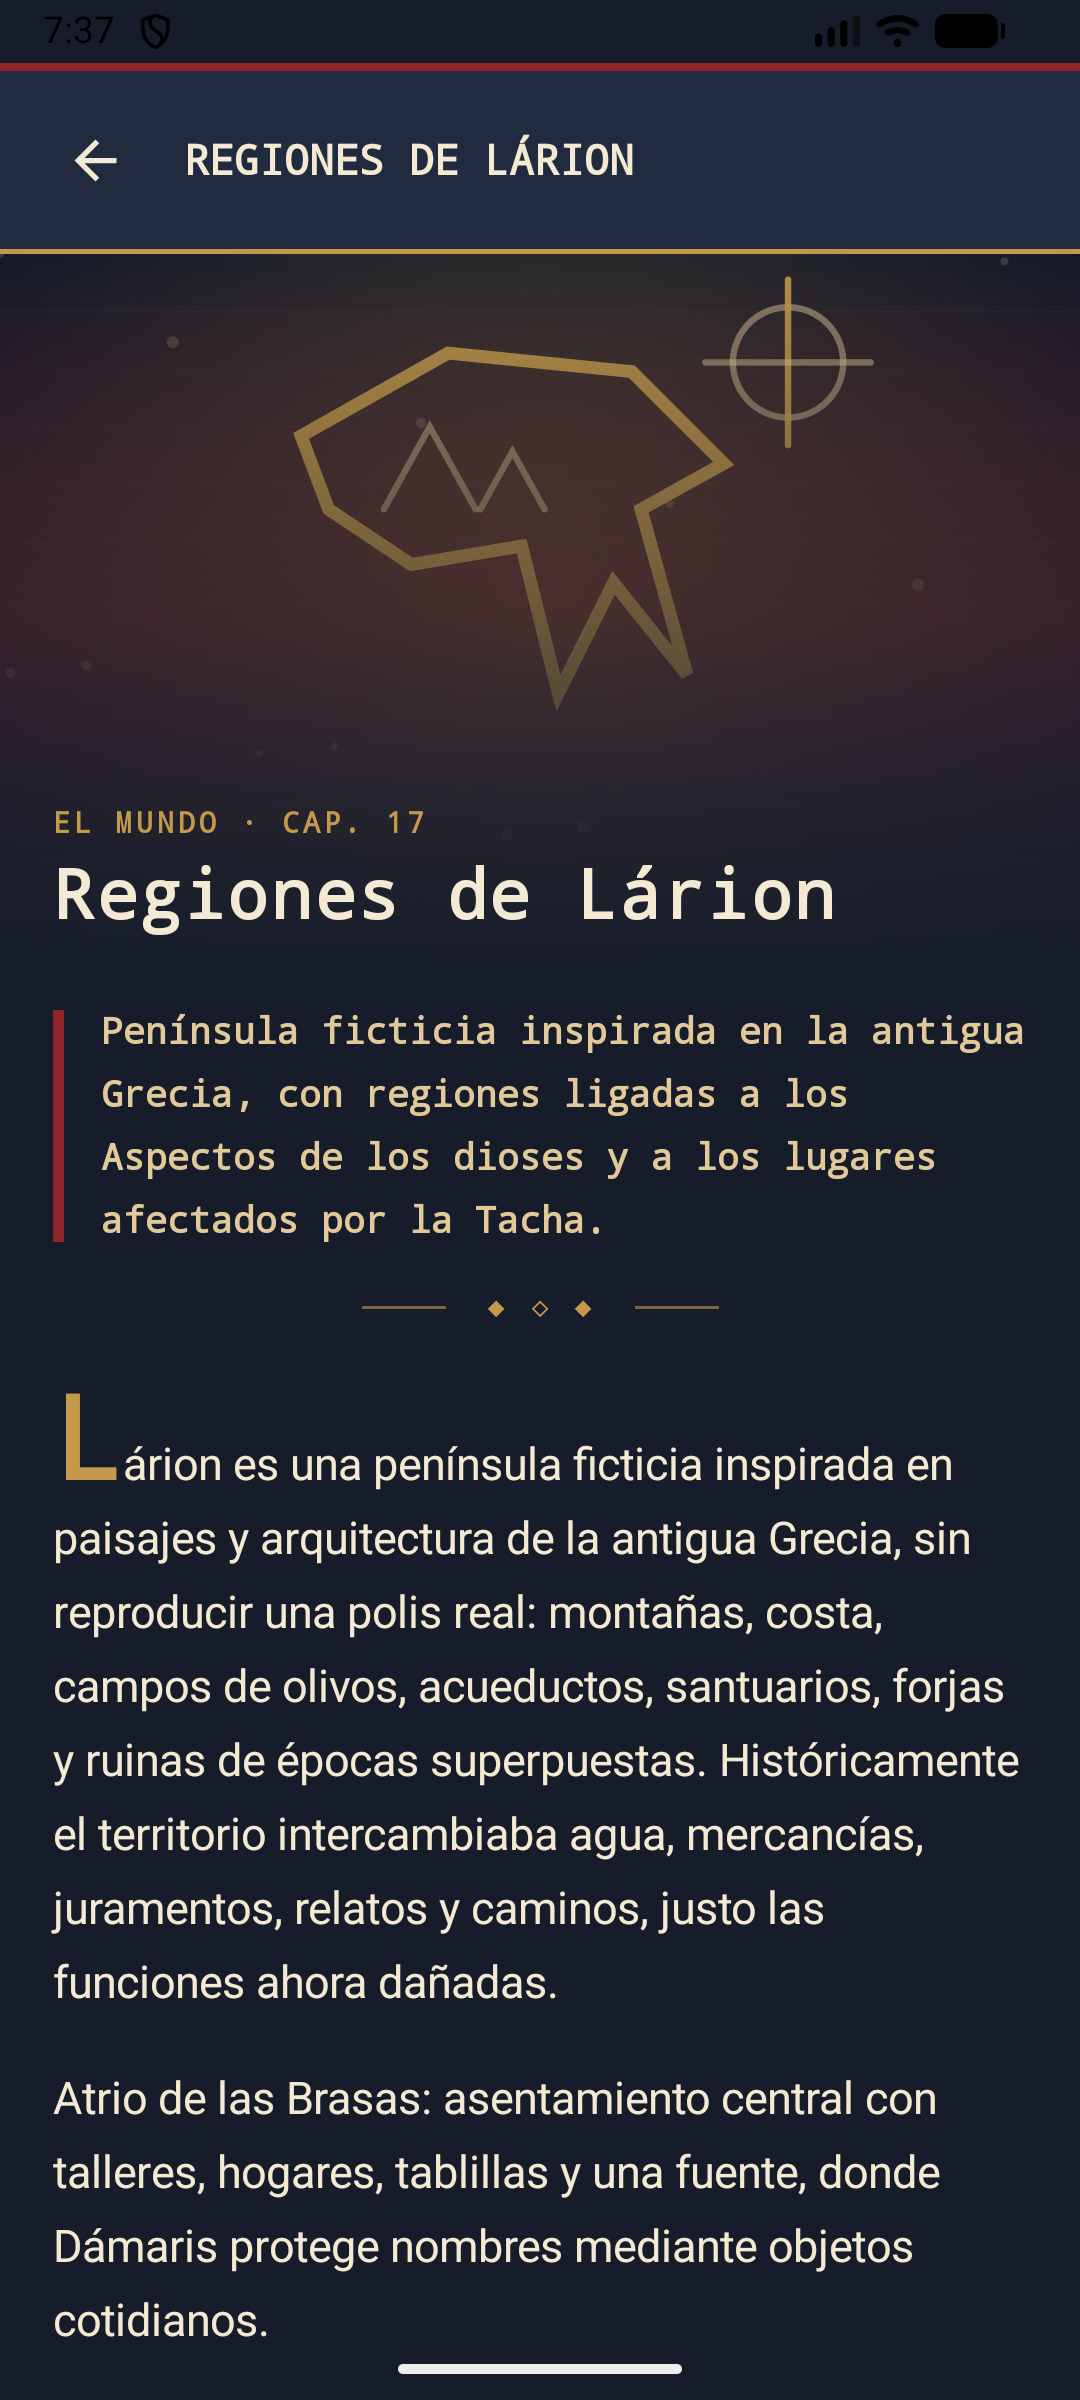 7:37
REGIONES DE LÁRION
EL MUNDO · CAP. 17
Regiones de Lárion
Península ficticia inspirada en la antigua
Grecia, con regiones ligadas a los
Aspectos de los dioses y a los lugares
afectados por la Tacha.
Lárion es una península ficticia inspirada en
paisajes y arquitectura de la antigua Grecia, sin
reproducir una polis real: montañas, costa,
campos de olivos, acueductos, santuarios, forjas
y ruinas de épocas superpuestas. Históricamente
el territorio intercambiaba agua, mercancías,
juramentos, relatos y caminos, justo las
funciones ahora dañadas.
Atrio de las Brasas: asentamiento central con
talleres, hogares, tablillas y una fuente, donde
Dámaris protege nombres mediante objetos
cotidianos.